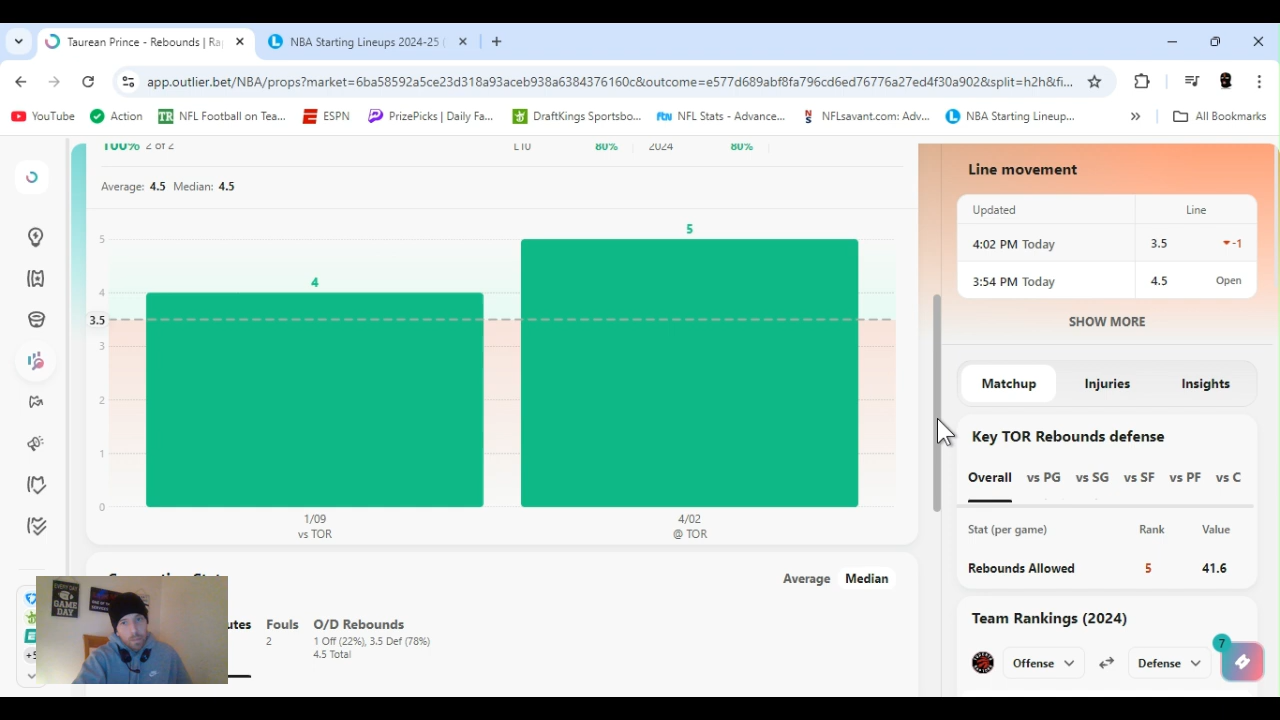 Taurean Prince - Rebounds | Ra
NBA Starting Lineups 2024-25 (
app.outlier.bet/NBA/props?market=6ba58592a5ce23d318a93aceb938a6384376160c&outcome=e577d689abf8fa796cd6ed76776a27ed4f30a902&split=h2h&fi...
YouTube
Action
NFL Football on Tea...
ESPN
PrizePicks | Daily Fa...
DraftKings Sportsbo...
NFL Stats - Advance...
NFLsavant.com: Adv...
NBA Starting Lineup...
All Bookmarks
100% 2 of 2
L10 80% 2024 80%
Average: 4.5 Median: 4.5
5
4
3.5
3
2
1
0
4
5
1/09
vs TOR
4/02
@ TOR
Average Median
utes Fouls O/D Rebounds
2 1 Off (22%), 3.5 Def (78%)
4.5 Total
Line movement
Updated Line
4:02 PM Today 3.5 -1
3:54 PM Today 4.5 Open
SHOW MORE
Matchup Injuries Insights
Key TOR Rebounds defense
Overall vs PG vs SG vs SF vs PF vs C
Stat (per game) Rank Value
Rebounds Allowed 5 41.6
Team Rankings (2024)
7
Offense Defense
GAME
DAY